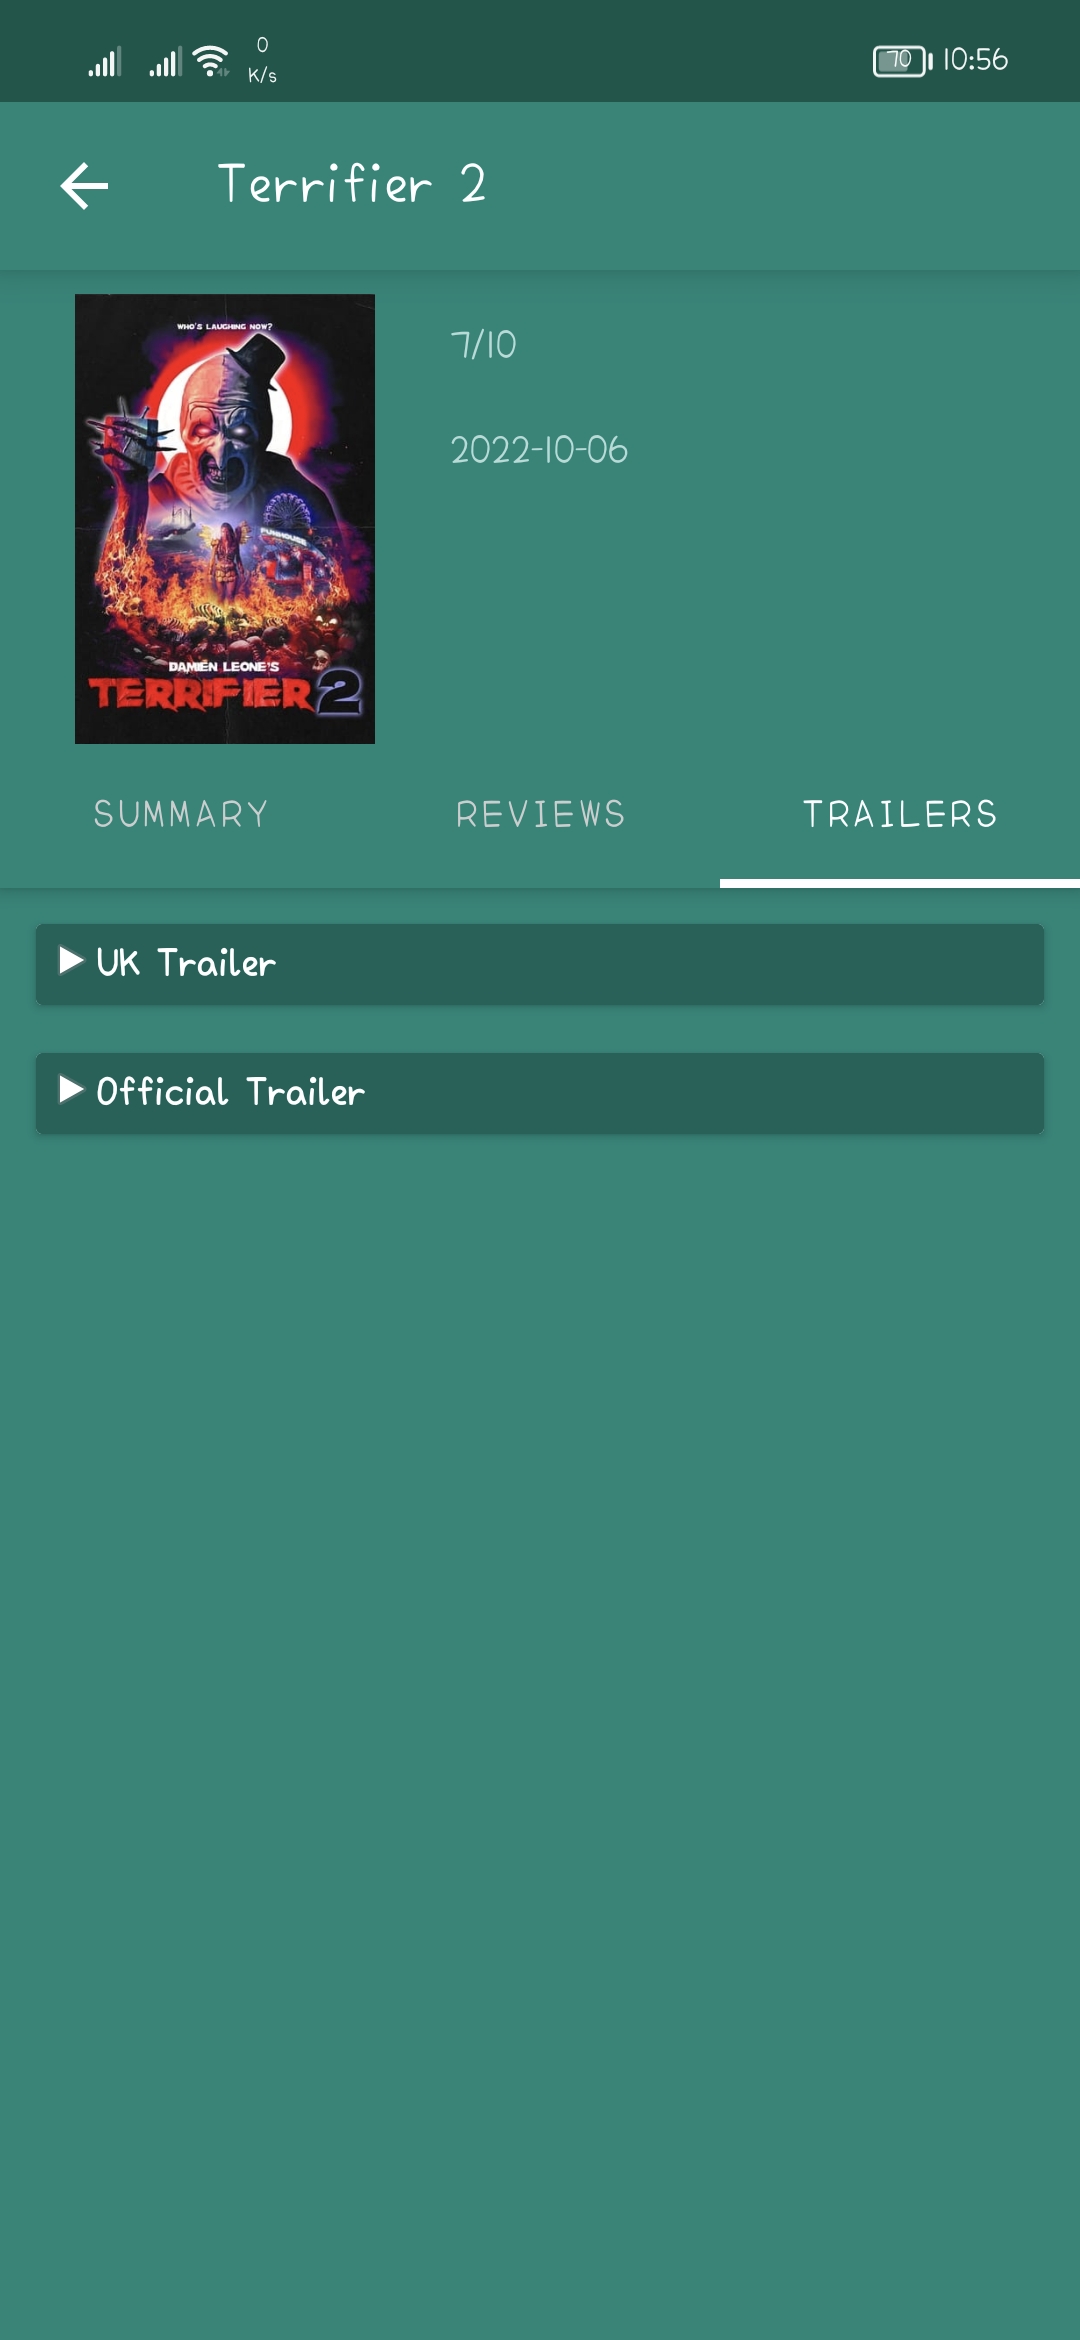 0
K/s
70
10:56
Terrifier 2
WHO'S LAUGHING NOW?
FUNHOUSE
DAMIEN LEONE'S
TERRIFIER 2
7/10
2022-10-06
SUMMARY
REVIEWS
TRAILERS
UK Trailer
Official Trailer